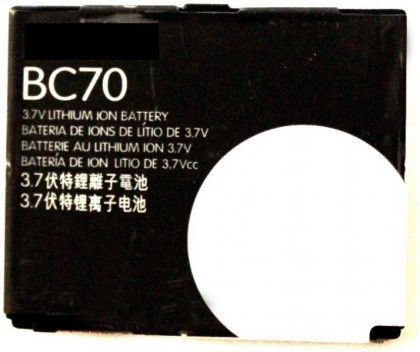 BC70
3.7V LITHIUM ION BATTERY
BATERIA DE IONS DE LÍTIO DE 3.7V
BATTERIE AU LITHIUM ION 3.7V
BATERÍA DE ION LITIO DE 3.7Vcc
3.7伏特鋰離子電池
3.7伏特锂离子电池